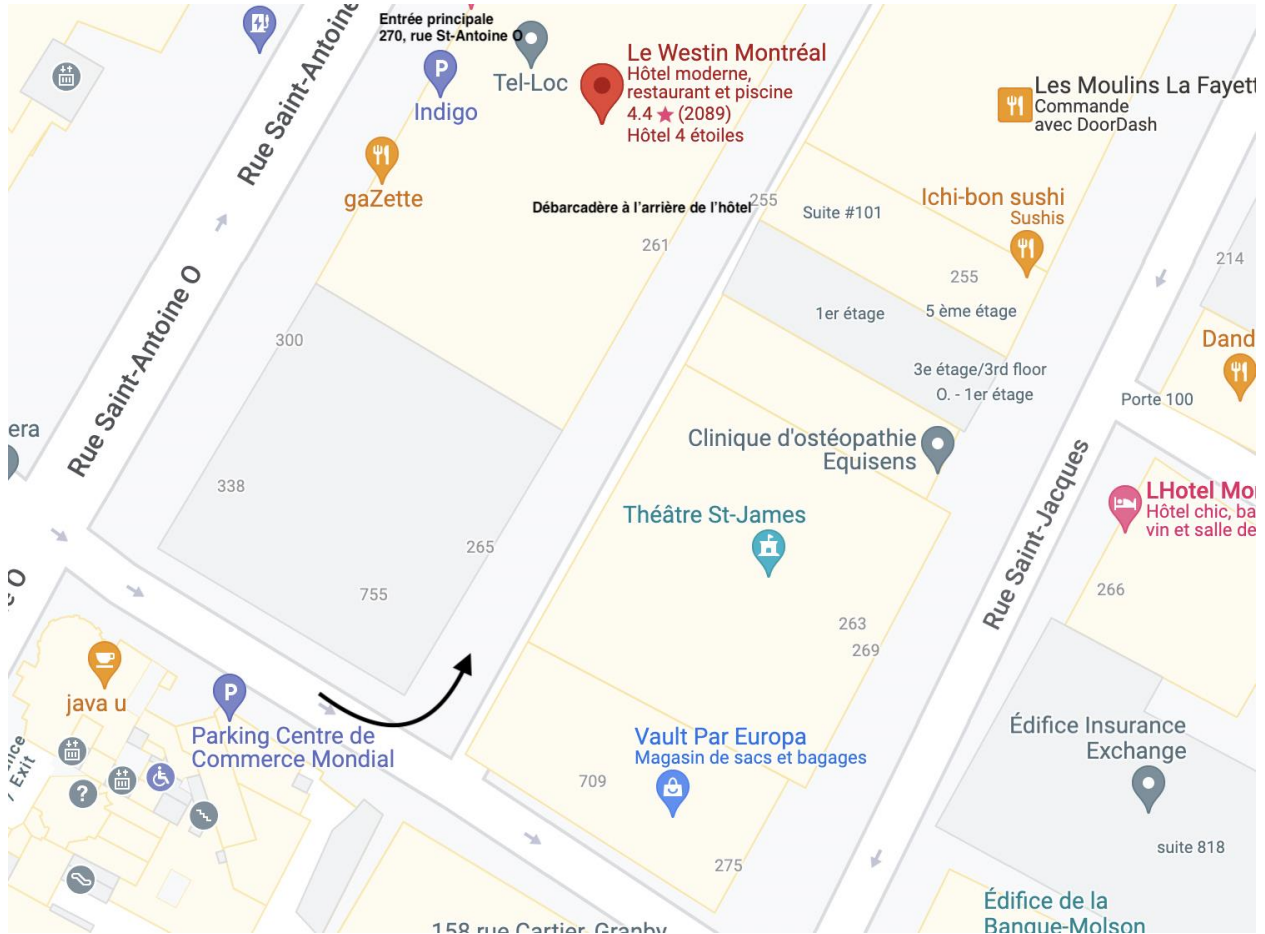 Entrée principale
270, rue St-Antoine O
Rue Saint-Antoine
Tel-Loc
Indigo
P
Le Westin Montréal
Hôtel moderne,
restaurant et piscine
4.4 ★ (2089)
Hôtel 4 étoiles
Les Moulins La Fayett
Commande
avec DoorDash
gaZette
Débarcadère à l'arrière de l'hôtel
255
Suite #101
Ichi-bon sushi
Sushis
261
255
214
Rue Saint-Antoine O
300
1er étage
5 ème étage
3e étage/3rd floor
O. - 1er étage
Dand
Porte 100
era
Clinique d'ostéopathie
Equisens
338
Théâtre St-James
265
755
Rue Saint-Jacques
LHotel Mo
Hôtel chic, ba
vin et salle de
266
263
269
O
java u
P
Parking Centre de
Commerce Mondial
?
Exit
Vault Par Europa
Magasin de sacs et bagages
709
275
Édifice Insurance
Exchange
suite 818
Édifice de la
Banque-Molson
158 rue Cartier, Granby